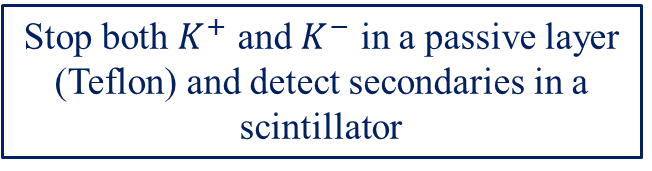 Stop both K⁺ and K⁻ in a passive layer
(Teflon) and detect secondaries in a
scintillator